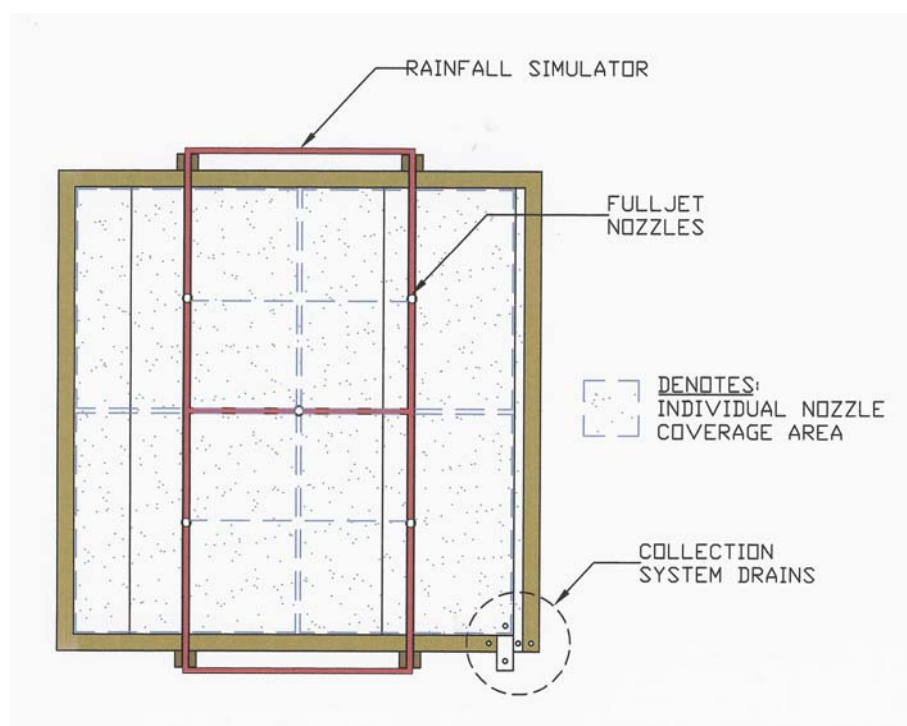 RAINFALL SIMULATOR
FULLJET
NOZZLES
DENOTES:
INDIVIDUAL NOZZLE
COVERAGE AREA
COLLECTION
SYSTEM DRAINS